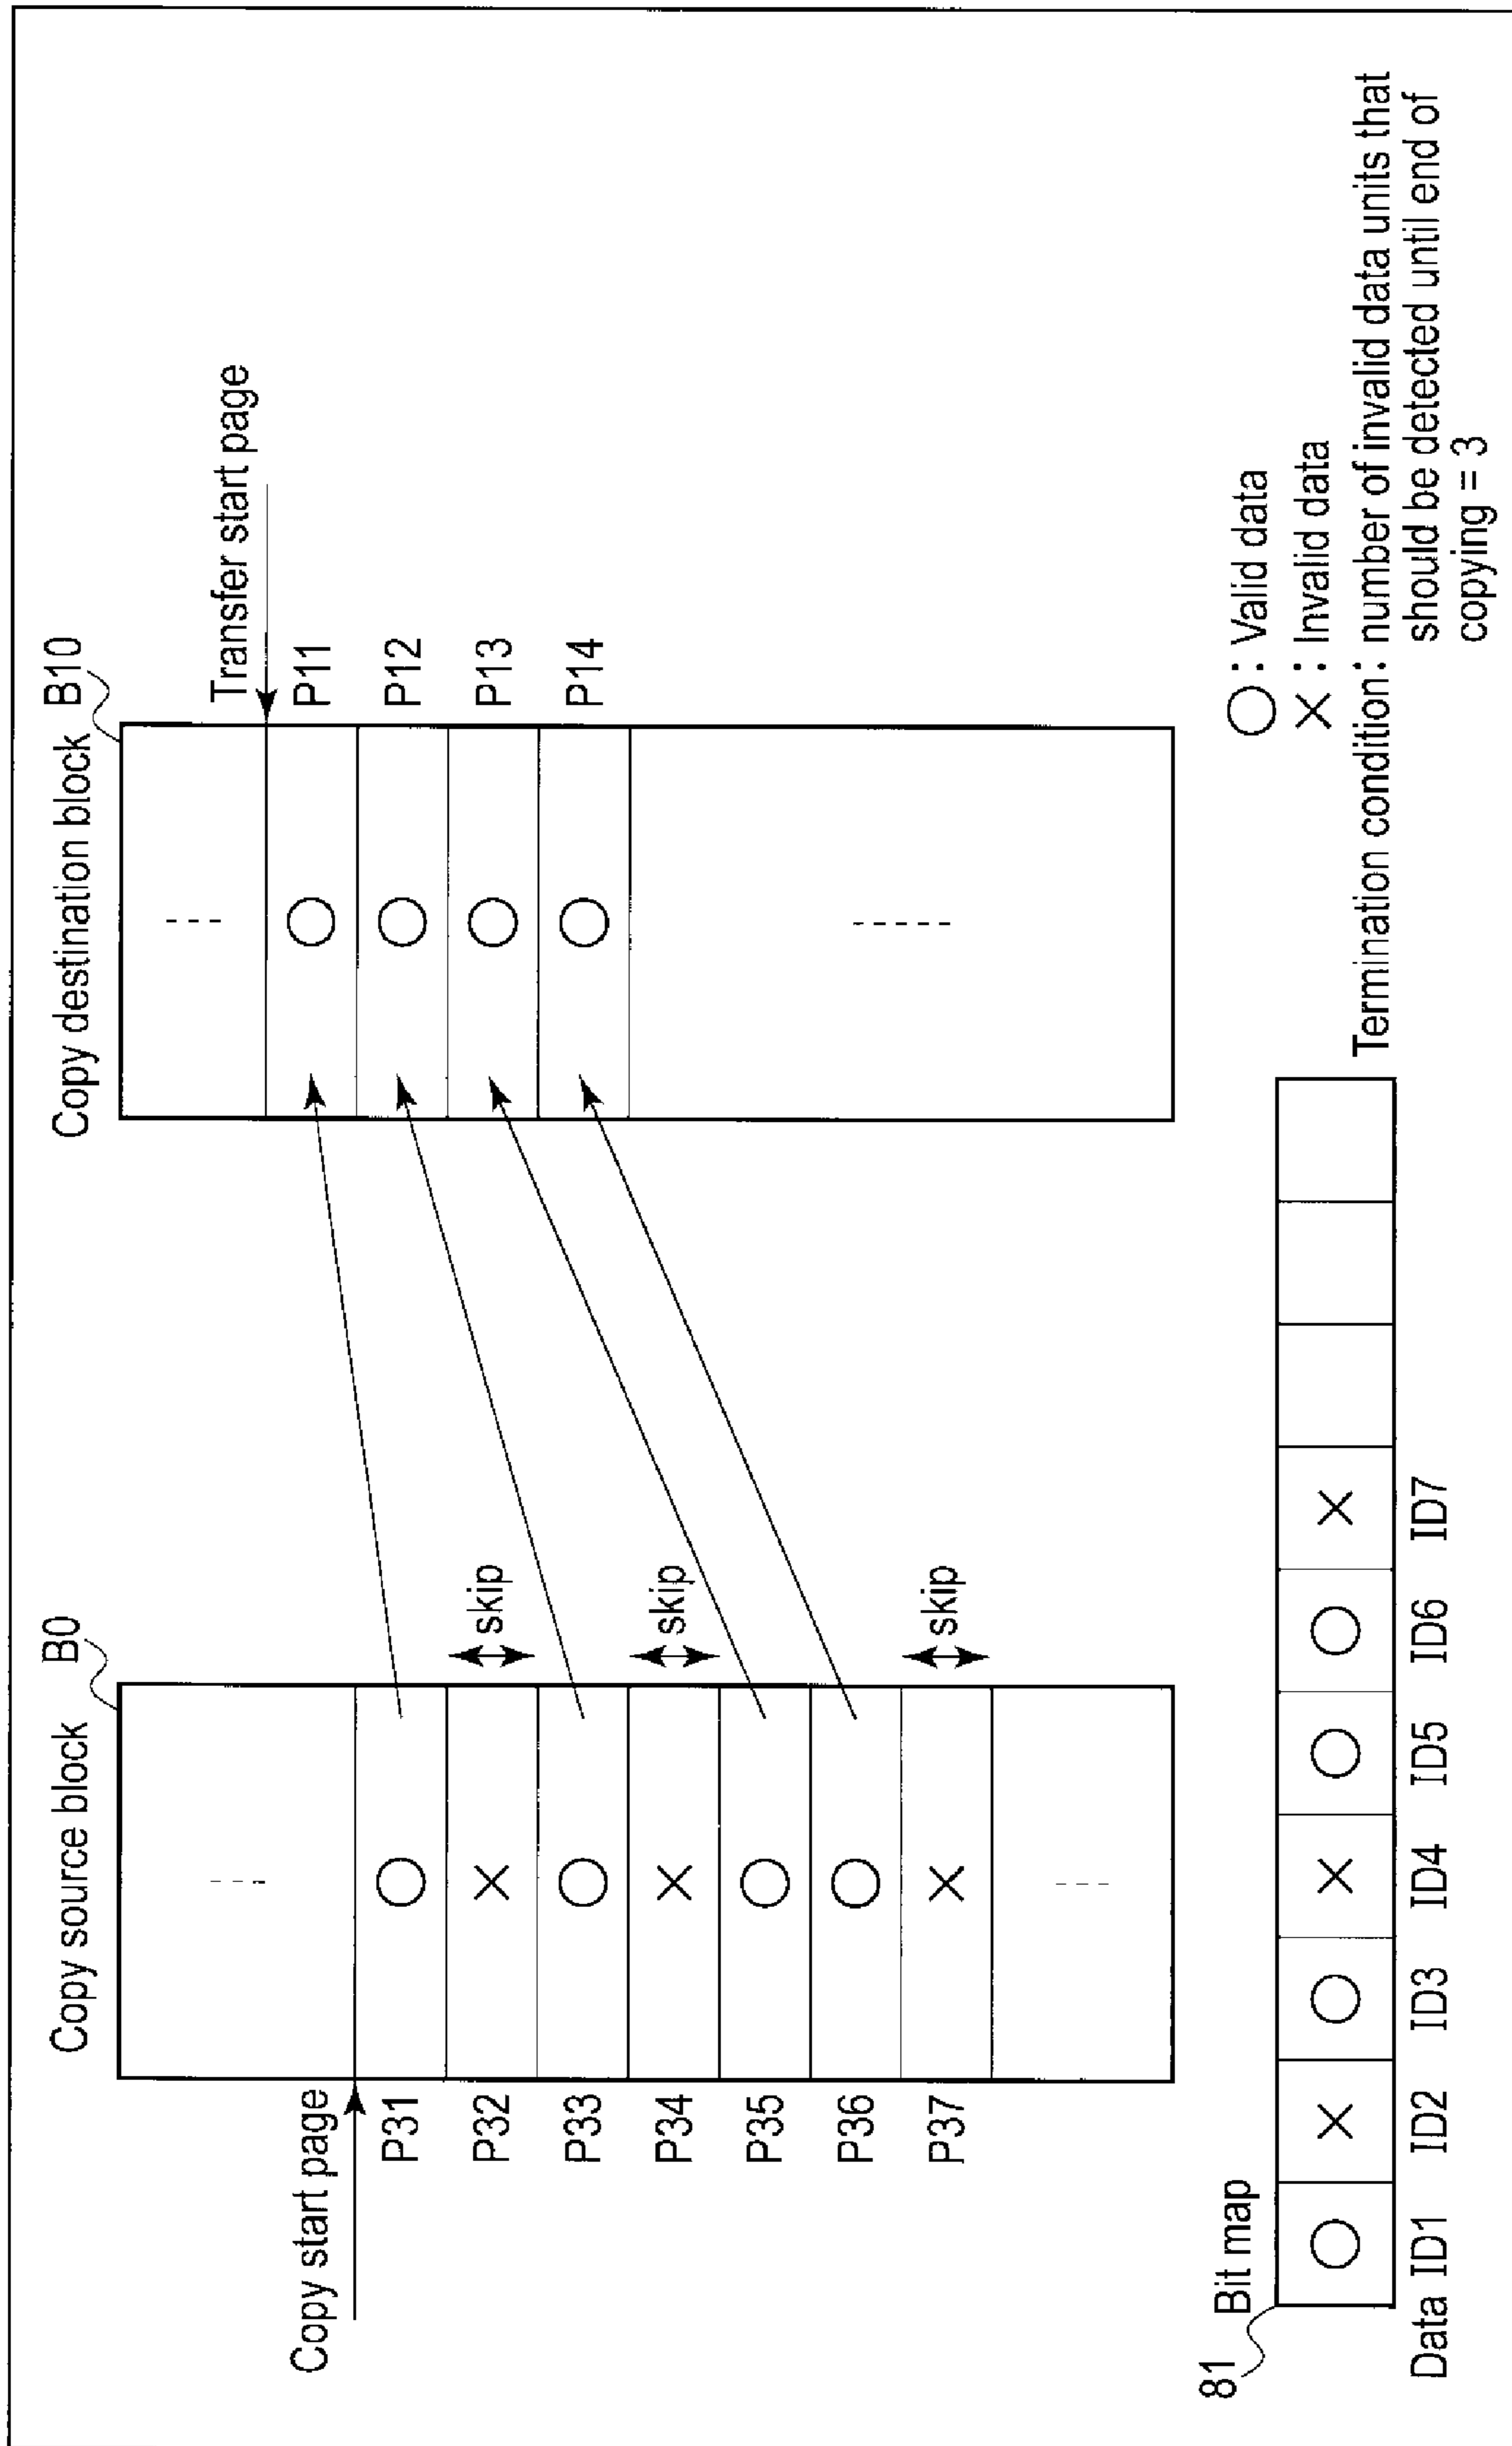 Copy source block B0
Copy start page
P31
P32
skip
P33
P34
skip
P35
P36
P37
skip
Copy destination block B10
Transfer start page
P11
P12
P13
P14
81
Bit map
Data ID1 ID2 ID3 ID4 ID5 ID6 ID7
○ : Valid data
× : Invalid data
Termination condition : number of invalid data units that
should be detected until end of
copying = 3